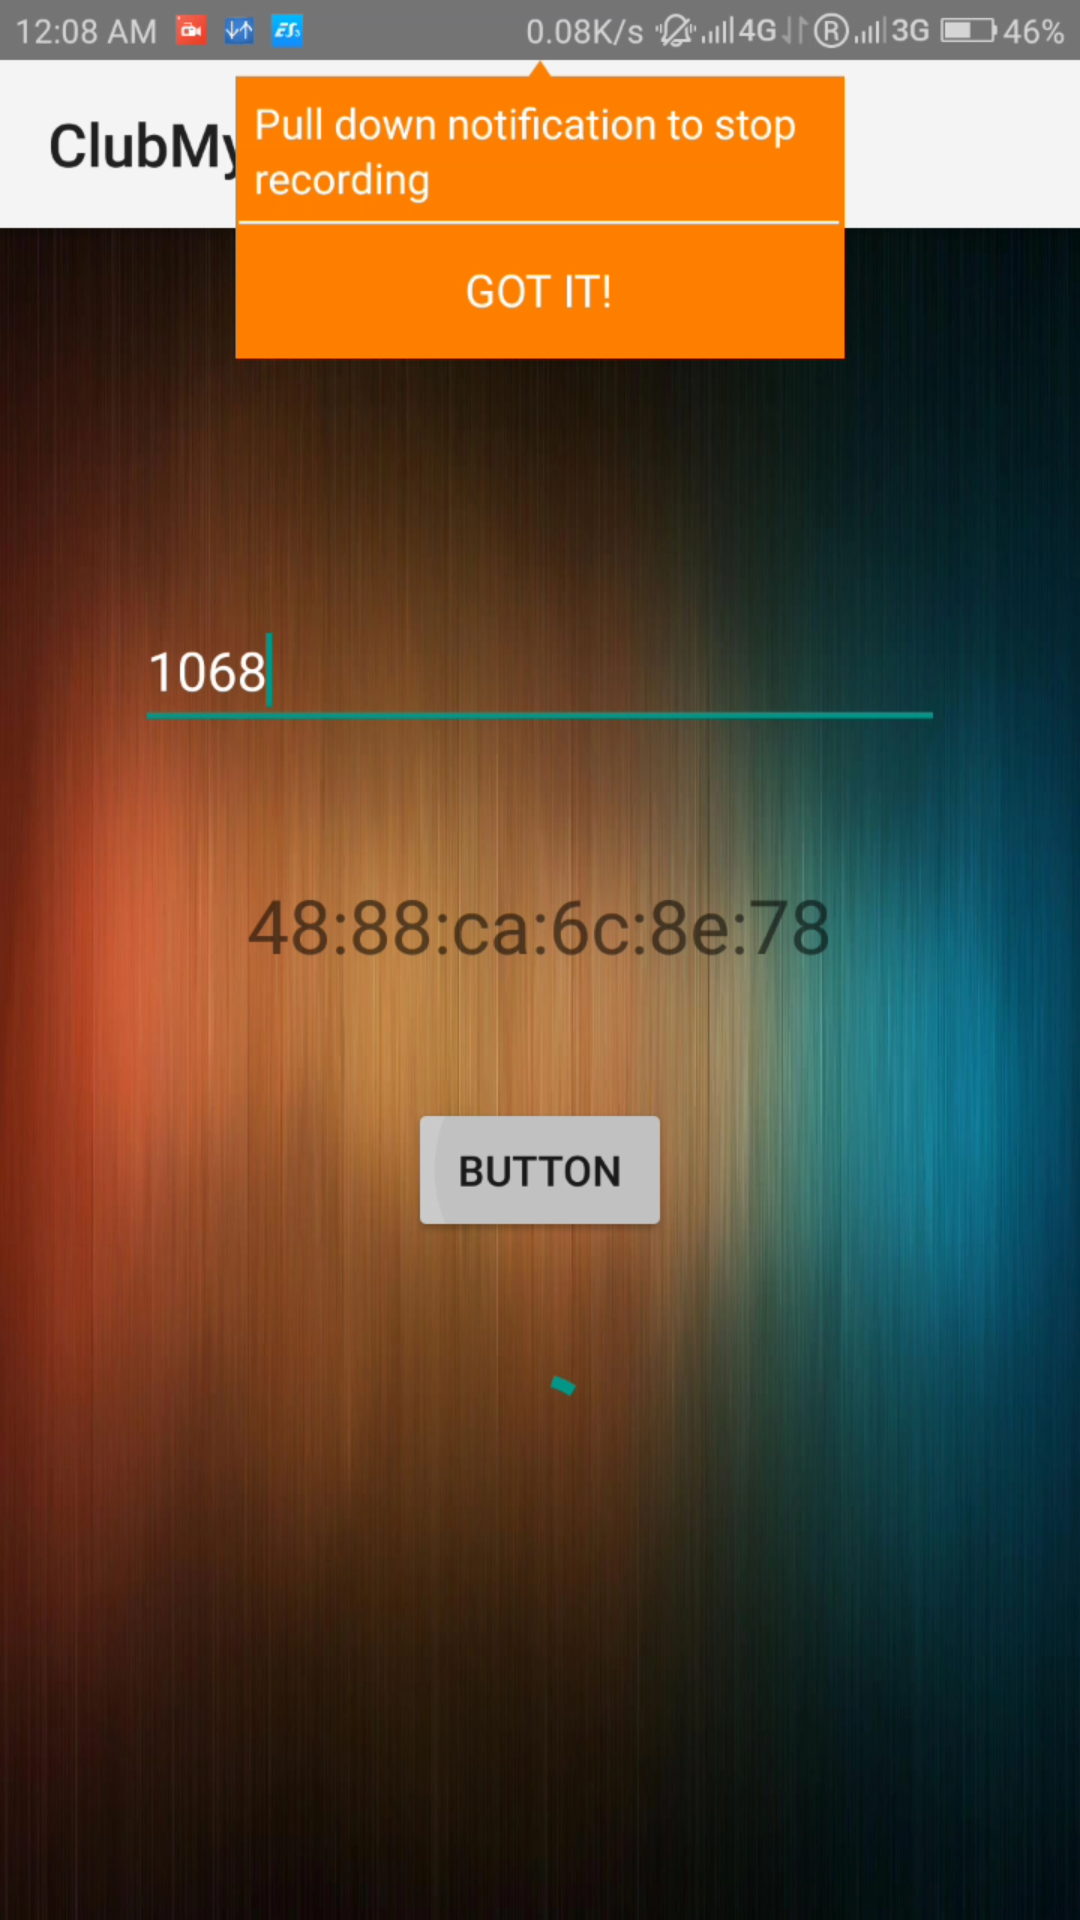 12:08 AM 0.08K/s 4G R 3G 46%
Pull down notification to stop
recording
GOT IT!
ClubMy
1068
48:88:ca:6c:8e:78
BUTTON